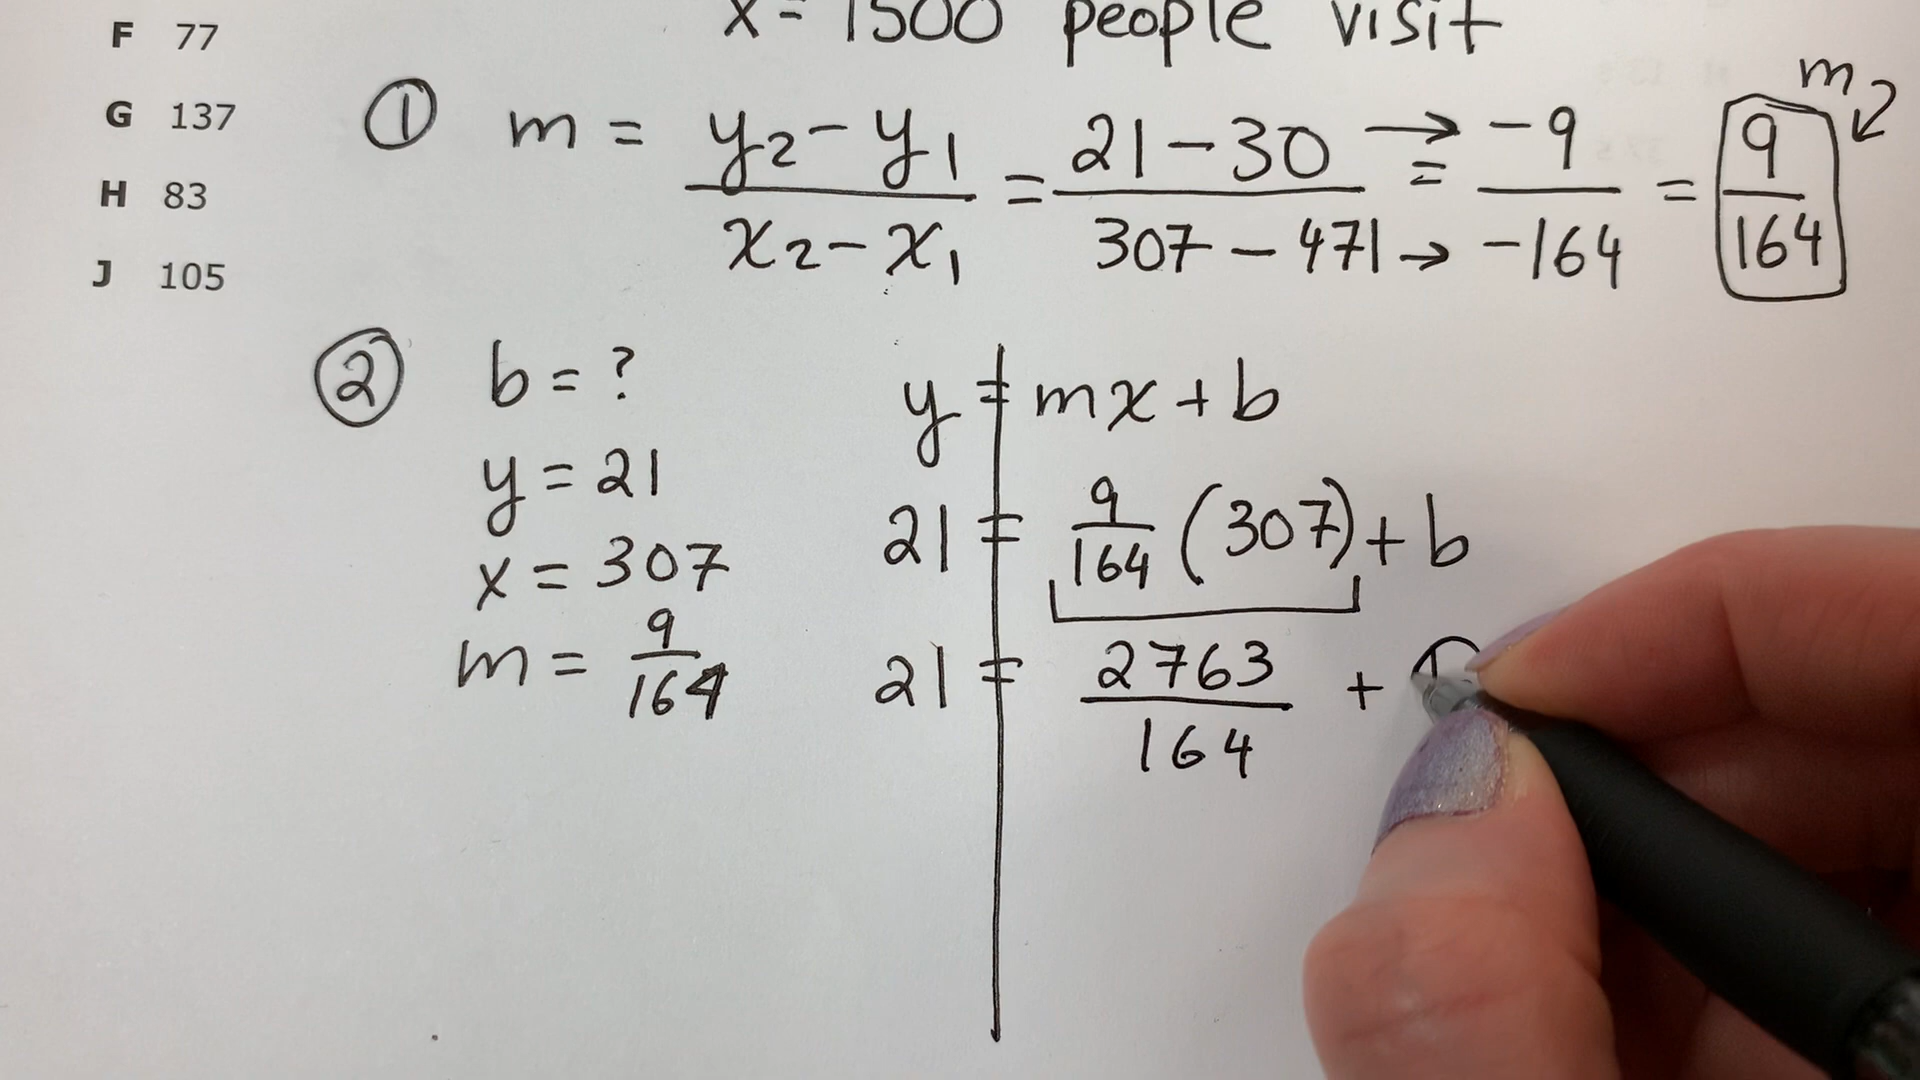 x = 1500 people visit
F 77
G 137
H 83
J 105
① m = y₂ - y₁ / x₂ - x₁ = 21 - 30 / 307 - 471 → = → -9 / -164 = 9 / 164
m
② b = ?
y = 21
x = 307
m = 9 / 164
y = mx + b
21 = 9 / 164 (307) + b
21 = 2763 / 164 +